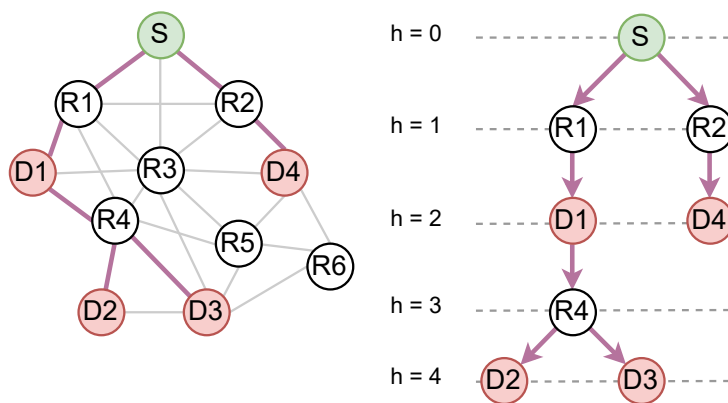 S
R1
R2
D1
R3
D4
R4
R5
R6
D2
D3
h = 0
S
h = 1
R1
R2
h = 2
D1
D4
h = 3
R4
h = 4
D2
D3